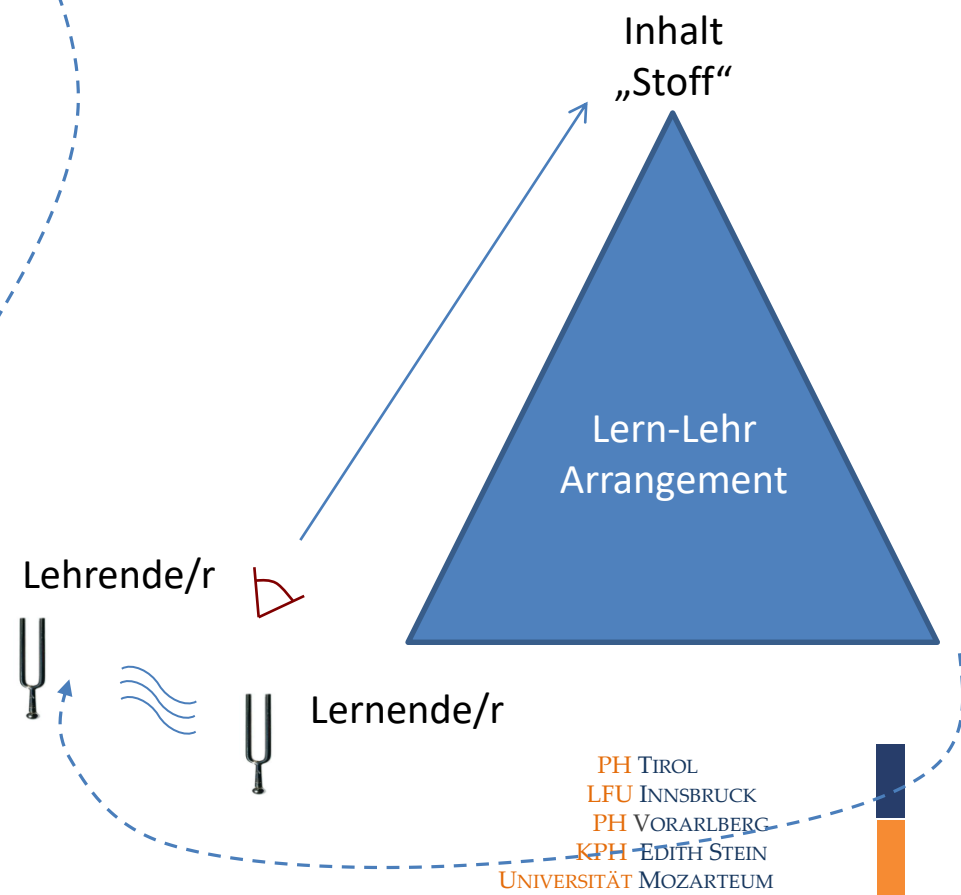 Inhalt
„Stoff“
Lern-Lehr
Arrangement
Lehrende/r
Lernende/r
PH TIROL
LFU INNSBRUCK
PH VORARLBERG
KPH EDITH STEIN
UNIVERSITÄT MOZARTEUM